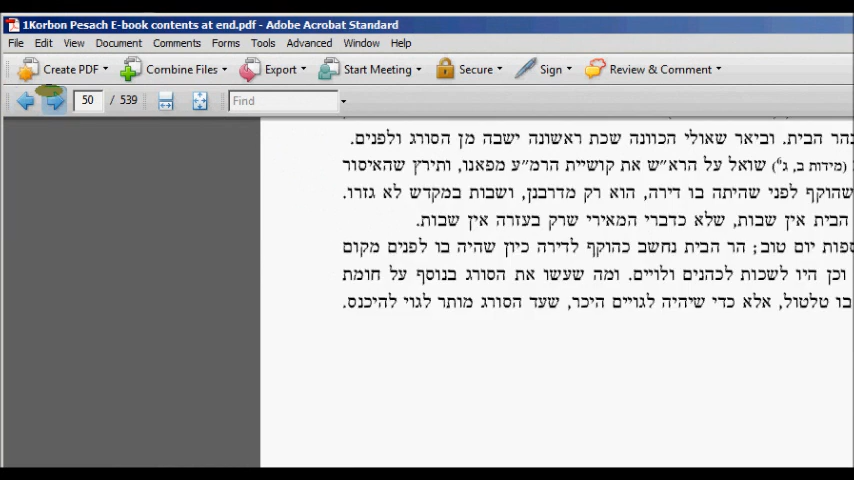 1Korbon Pesach E-book contents at end.pdf - Adobe Acrobat Standard
File Edit View Document Comments Forms Tools Advanced Window Help
Create PDF Combine Files Export Start Meeting Secure Sign Review & Comment
50 / 539 Find
בהר הבית. וביאר שאולי הכוונה שכת ראשונה ישבה מן הסורג ולפנים.
(מידות ב, ג6) שואל על הרא״ש את קושיית הרמ״ע מפאנו, ותירץ שהאיסור
שהוקף לפני שהיתה בו דירה, הוא רק מדרבנן, ושבות במקדש לא גזרו.
הבית אין שבות, שלא כדברי המאירי שרק בעזרה אין שבות.
ספות יום טוב; הר הבית נחשב כהוקף לדירה כיון שהיה בו לפנים מקום
וכן היו לשכות לכהנים ולויים. ומה שעשו את הסורג בנוסף על חומת
בו טלטול, אלא כדי שיהיה לגויים היכר, שעד הסורג מותר לגוי להיכנס.